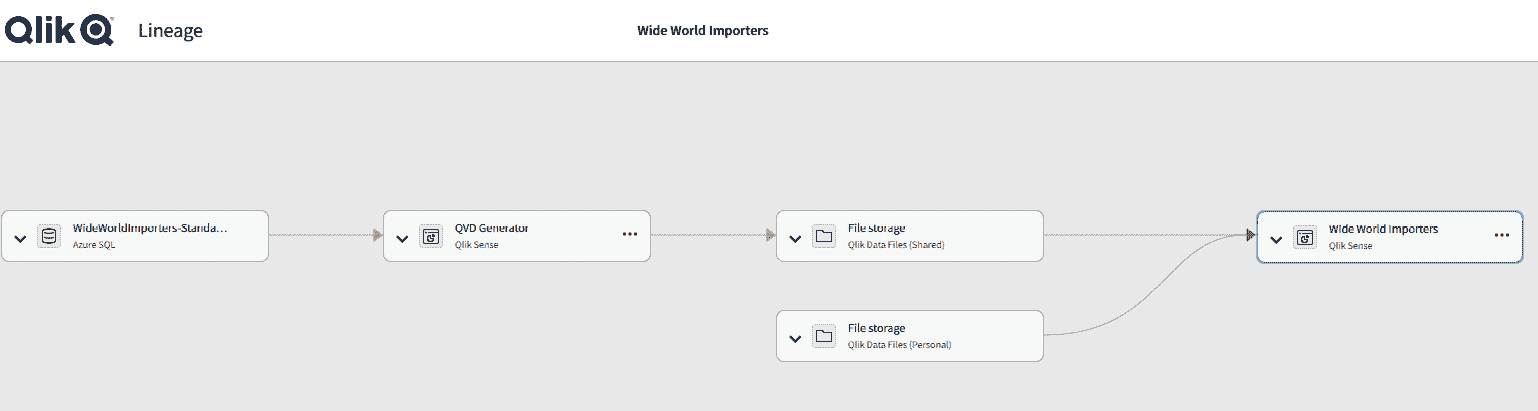 Qlik Lineage Wide World Importers
WideWorldImporters-Standa...
Azure SQL
QVD Generator
Qlik Sense
File storage
Qlik Data Files (Shared)
Wide World Importers
Qlik Sense
File storage
Qlik Data Files (Personal)